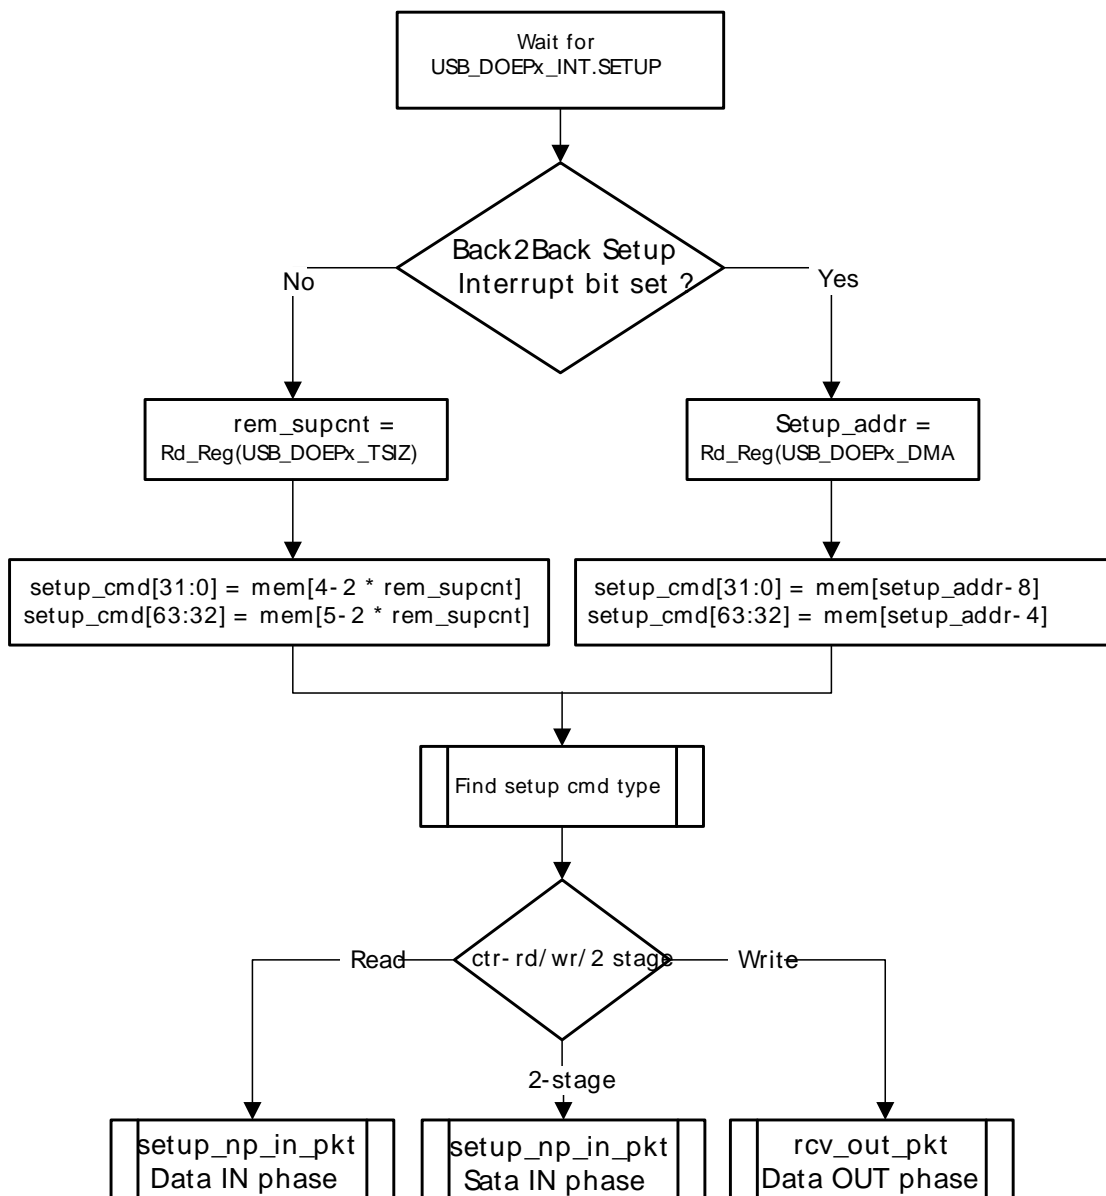 Wait for
USB_DOEPx_INT.SETUP
Back2Back Setup
Interrupt bit set ?
No
Yes
rem_supcnt =
Rd_Reg(USB_DOEPx_TSIZ)
Setup_addr =
Rd_Reg(USB_DOEPx_DMA
setup_cmd[31:0] = mem[4-2 * rem_supcnt]
setup_cmd[63:32] = mem[5-2 * rem_supcnt]
setup_cmd[31:0] = mem[setup_addr-8]
setup_cmd[63:32] = mem[setup_addr-4]
Find setup cmd type
Read
ctr-rd/wr/2 stage
Write
2-stage
setup_np_in_pkt
Data IN phase
setup_np_in_pkt
Sata IN phase
rcv_out_pkt
Data OUT phase